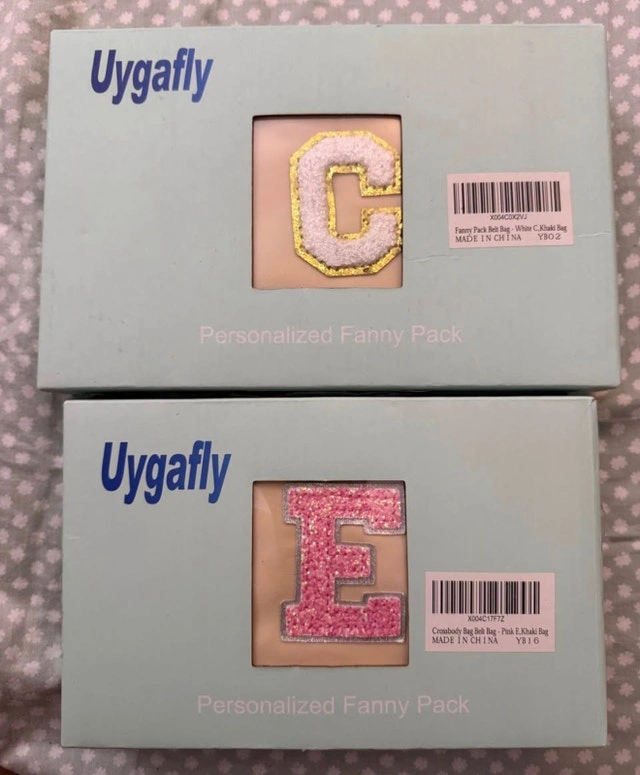 Uygafly
C
X004C0X2VJ
Fanny Pack Belt Bag - White C,Khaki Bag
MADE IN CHINA YB02
Personalized Fanny Pack
Uygafly
E
X004C17F7Z
Crossbody Bag Belt Bag - Pink E,Khaki Bag
MADE IN CHINA YB16
Personalized Fanny Pack